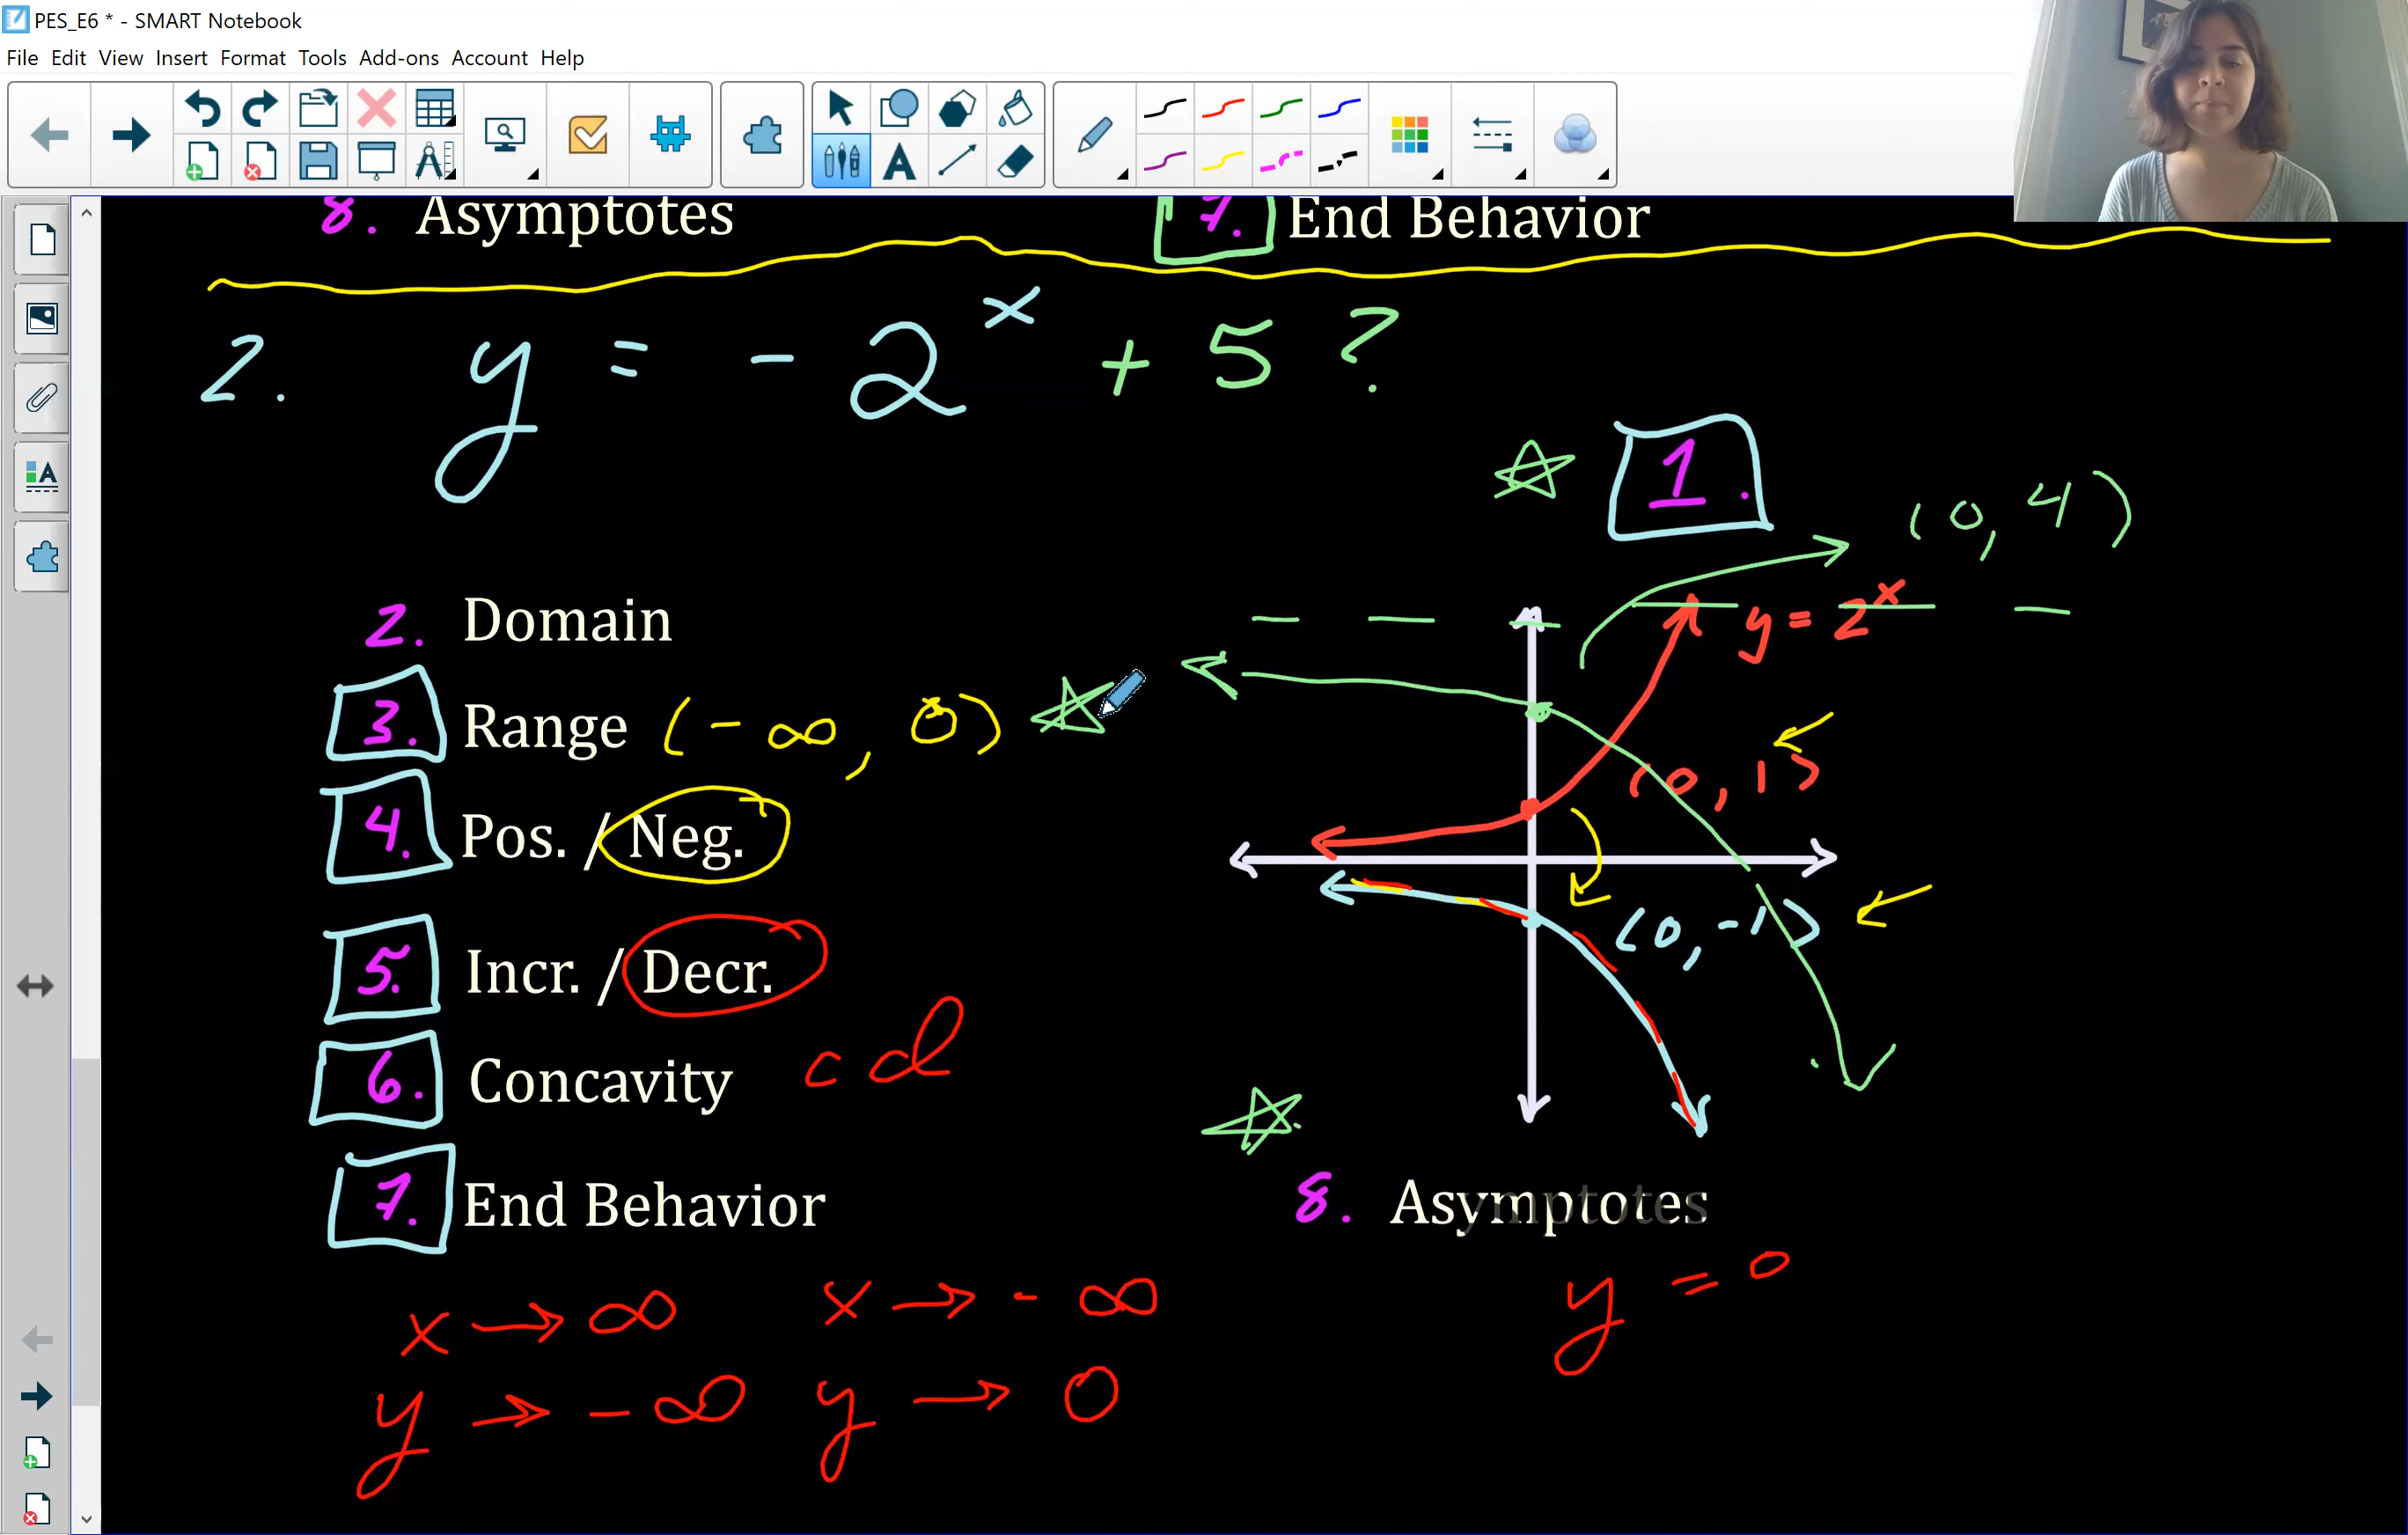 PES_E6 * - SMART Notebook
File Edit View Insert Format Tools Add-ons Account Help
8. Asymptotes
7. End Behavior
2. y = - 2^x + 5 ?
1.
(0, 4)
y = 2^x
2. Domain
3. Range (-∞, 0)
(0, 1)
4. Pos. / Neg.
(0, -1)
5. Incr. / Decr.
6. Concavity cd
7. End Behavior
8. Asymptotes
x → ∞ x → -∞
y → -∞ y → 0
y = 0